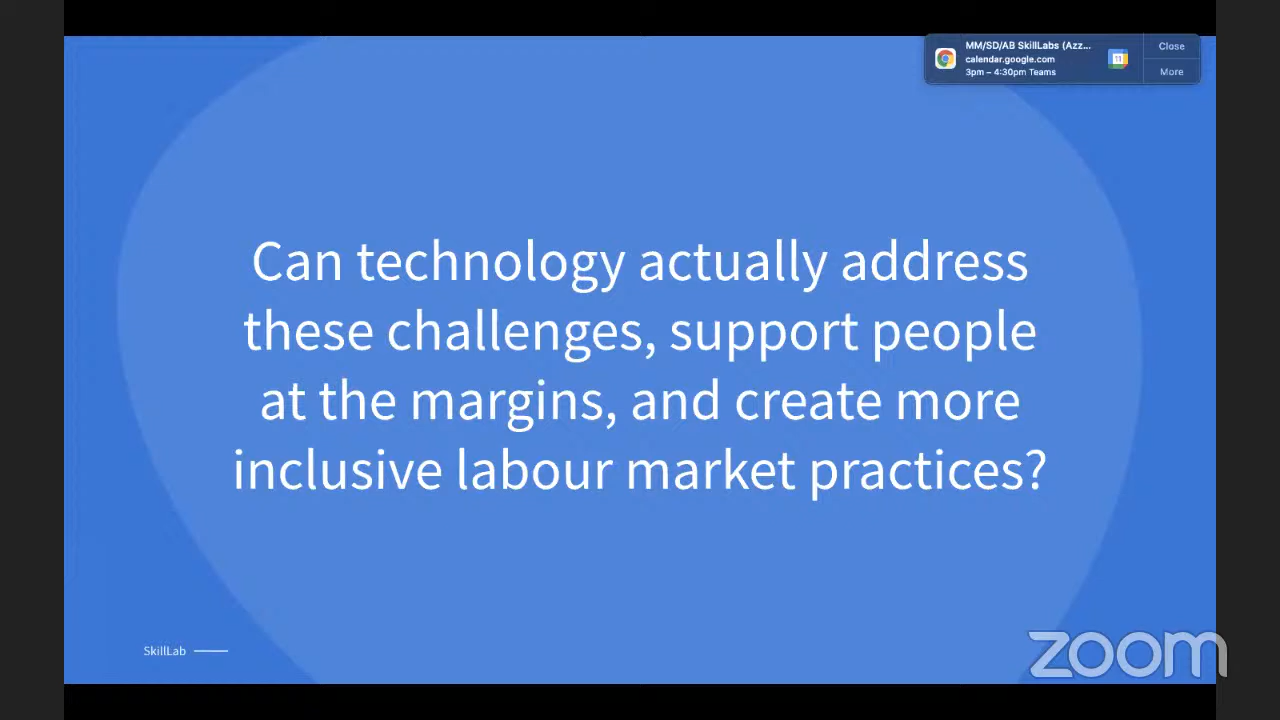 MM/SD/AB SkillLabs (Azz...
calendar.google.com
3pm – 4:30pm Teams
Close
More
11
Can technology actually address
these challenges, support people
at the margins, and create more
inclusive labour market practices?
SkillLab
zoom